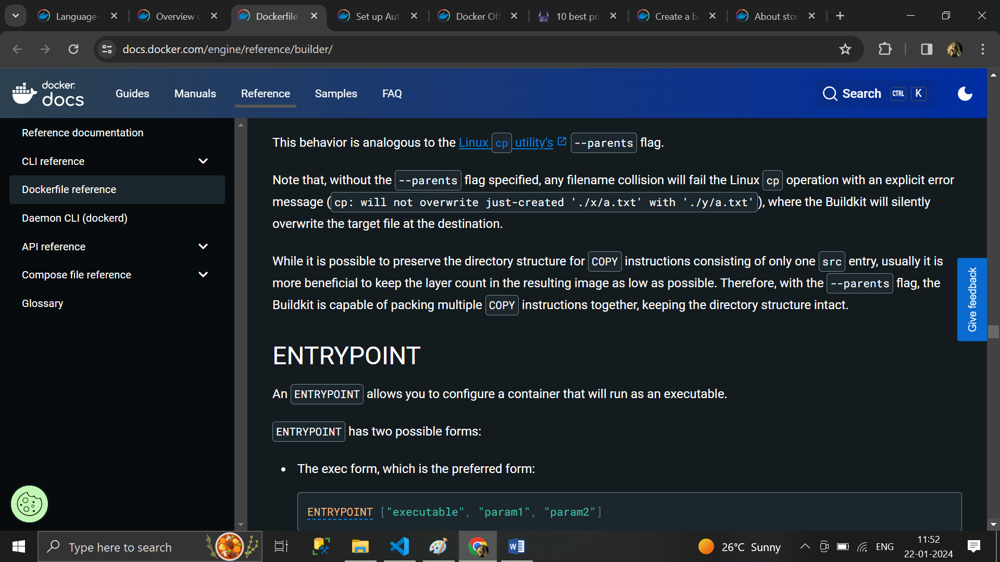 Language-
Overview c
Dockerfile
Set up Aut
Docker Off
10 best pra
Create a ba
About stor
docs.docker.com/engine/reference/builder/
docker
docs
Guides
Manuals
Reference
Samples
FAQ
Search
CTRL
K
Reference documentation
CLI reference
Dockerfile reference
Daemon CLI (dockerd)
API reference
Compose file reference
Glossary
This behavior is analogous to the Linux cp utility's --parents flag.
Note that, without the --parents flag specified, any filename collision will fail the Linux cp operation with an explicit error
message (cp: will not overwrite just-created './x/a.txt' with './y/a.txt'), where the Buildkit will silently
overwrite the target file at the destination.
While it is possible to preserve the directory structure for COPY instructions consisting of only one src entry, usually it is
more beneficial to keep the layer count in the resulting image as low as possible. Therefore, with the --parents flag, the
Buildkit is capable of packing multiple COPY instructions together, keeping the directory structure intact.
ENTRYPOINT
An ENTRYPOINT allows you to configure a container that will run as an executable.
ENTRYPOINT has two possible forms:
• The exec form, which is the preferred form:
ENTRYPOINT ["executable", "param1", "param2"]
Give feedback
Type here to search
26°C Sunny
ENG
11:52
22-01-2024